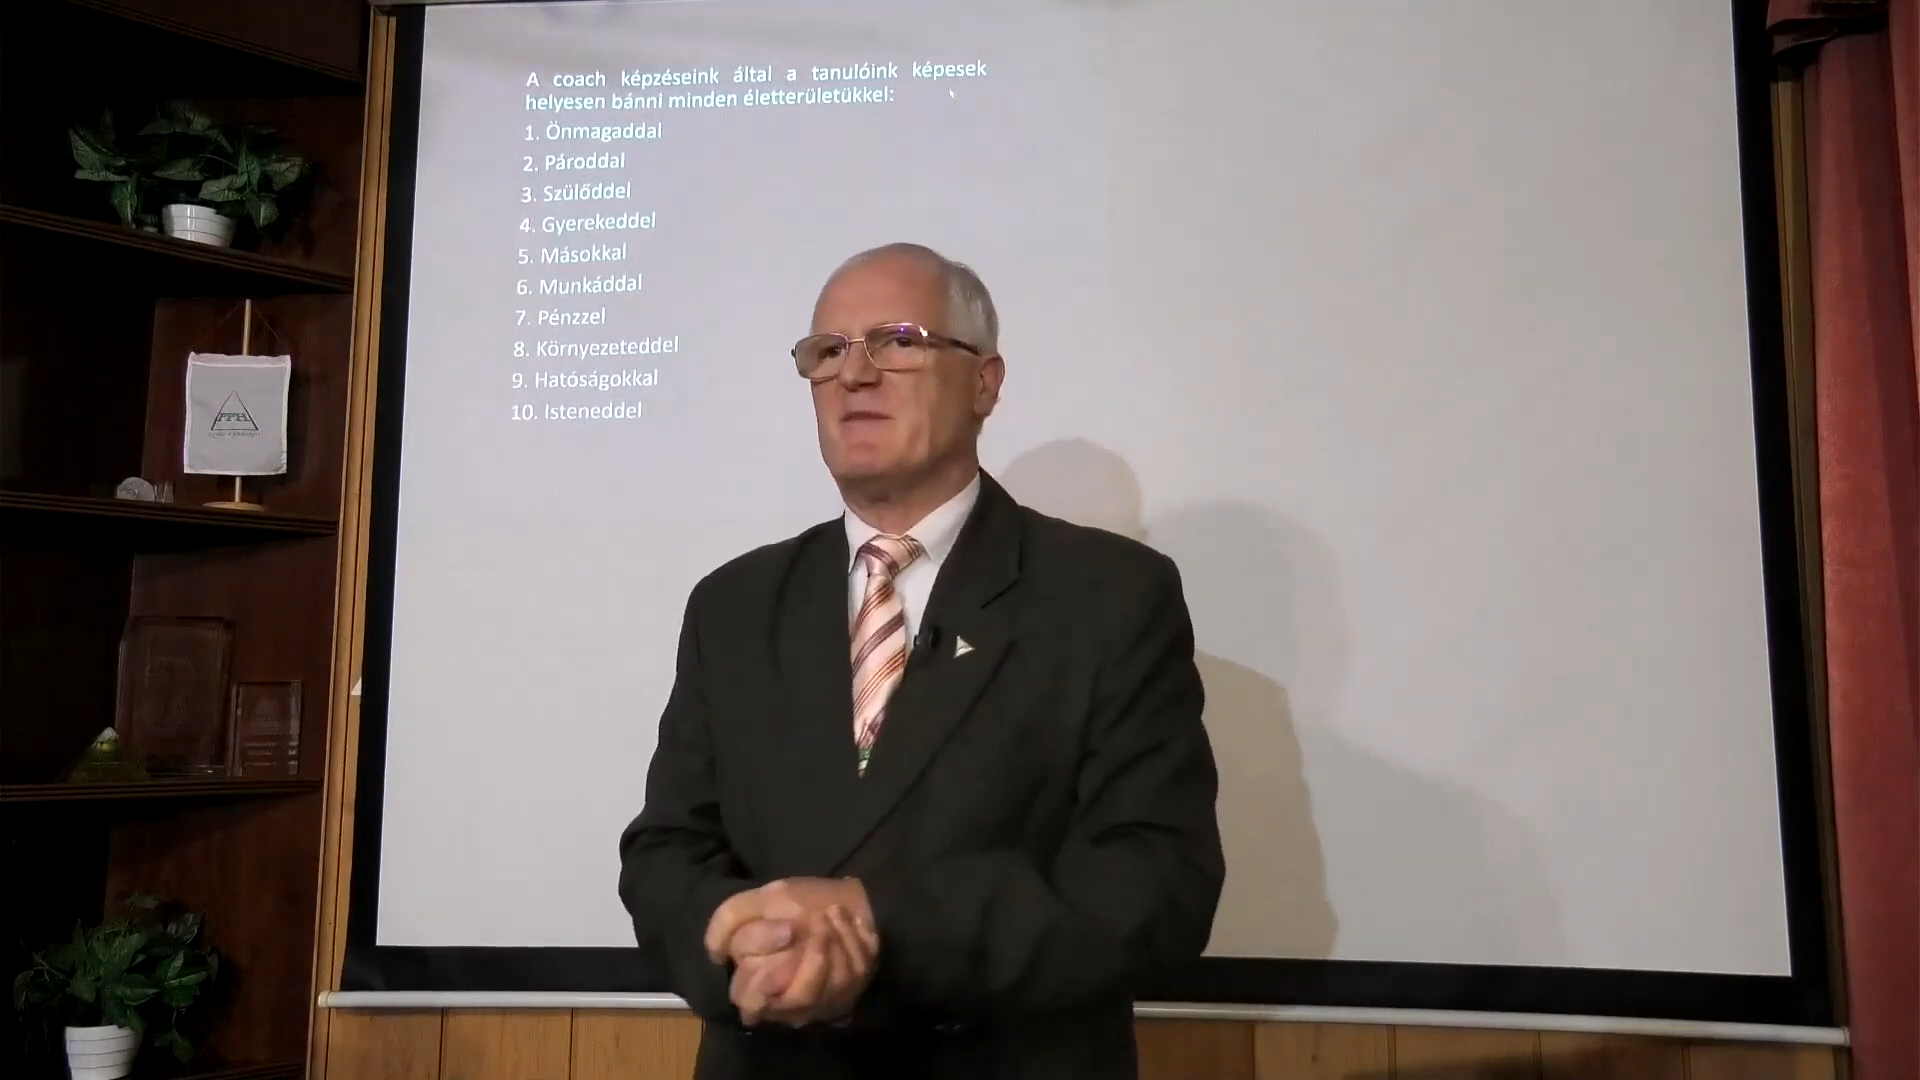 A coach képzéseink által a tanulóink képesek
helyesen bánni minden életterületükkel:
1. Önmagaddal
2. Pároddal
3. Szülőddel
4. Gyerekeddel
5. Másokkal
6. Munkáddal
7. Pénzzel
8. Környezeteddel
9. Hatóságokkal
10. Isteneddel